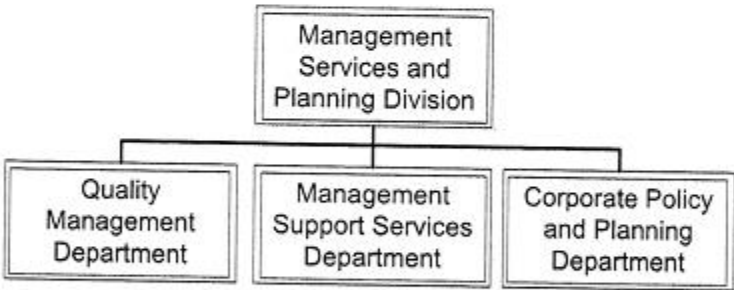 Management
Services and
Planning Division
Quality
Management
Department
Management
Support Services
Department
Corporate Policy
and Planning
Department